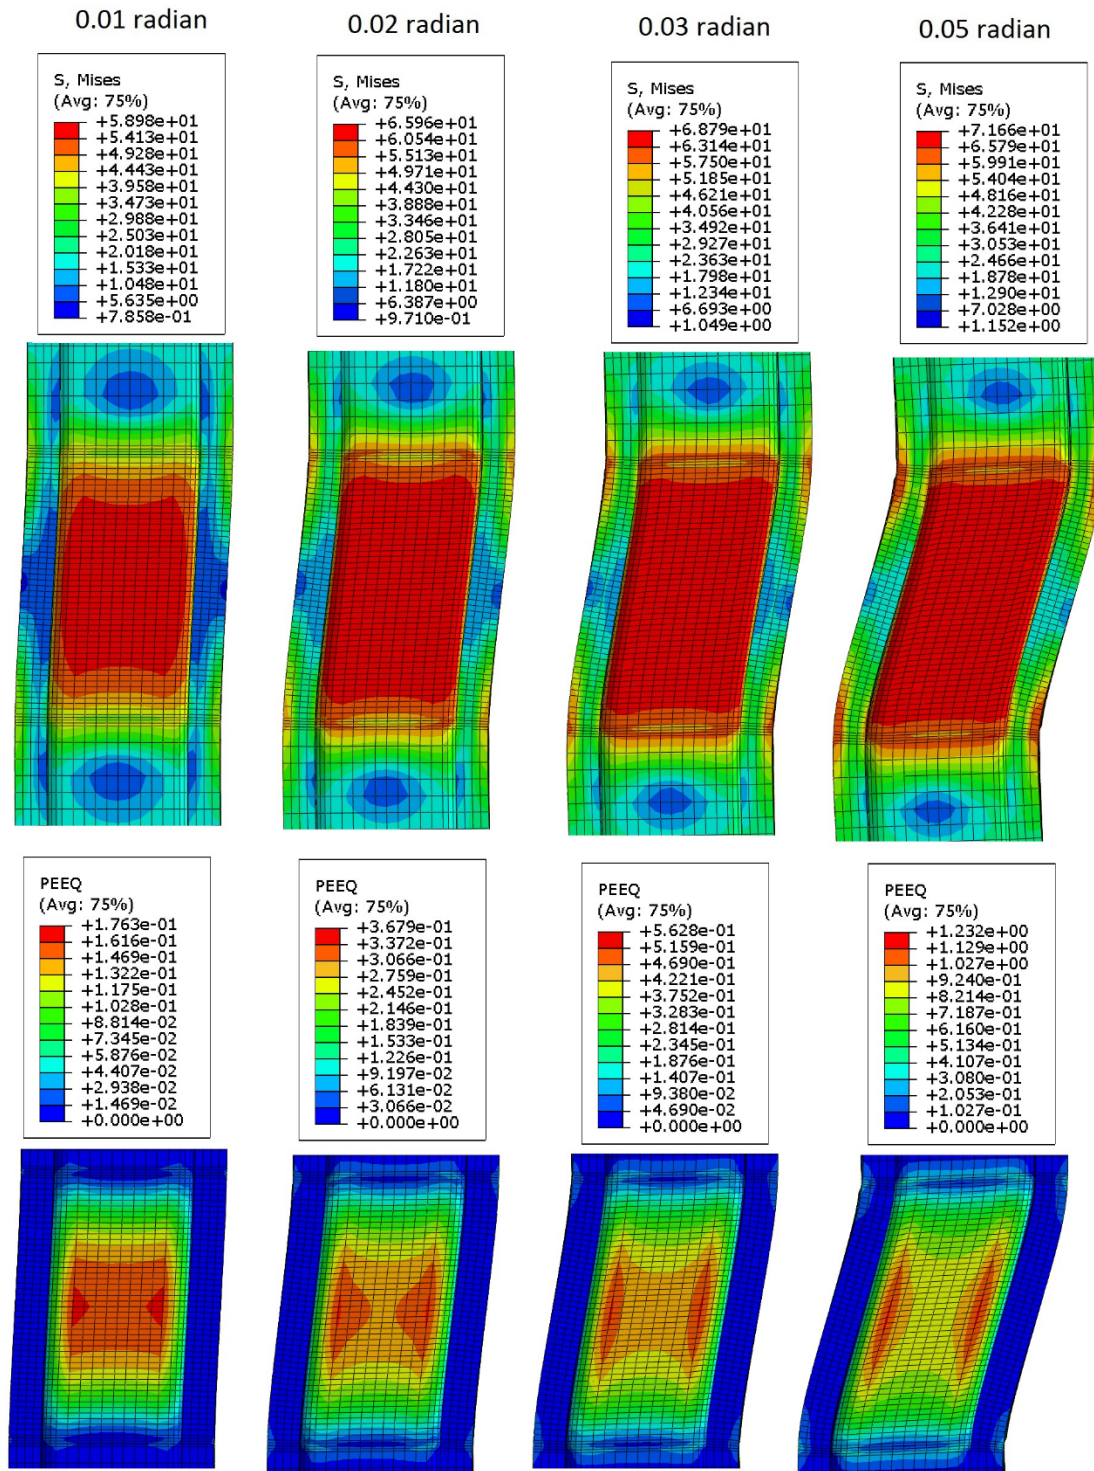 0.01 radian
0.02 radian
0.03 radian
0.05 radian
S, Mises
(Avg: 75%)
+5.898e+01
+5.413e+01
+4.928e+01
+4.443e+01
+3.958e+01
+3.473e+01
+2.988e+01
+2.503e+01
+2.018e+01
+1.533e+01
+1.048e+01
+5.635e+00
+7.858e-01
S, Mises
(Avg: 75%)
+6.596e+01
+6.054e+01
+5.513e+01
+4.971e+01
+4.430e+01
+3.888e+01
+3.346e+01
+2.805e+01
+2.263e+01
+1.722e+01
+1.180e+01
+6.387e+00
+9.710e-01
S, Mises
(Avg: 75%)
+6.879e+01
+6.314e+01
+5.750e+01
+5.185e+01
+4.621e+01
+4.056e+01
+3.492e+01
+2.927e+01
+2.363e+01
+1.798e+01
+1.234e+01
+6.693e+00
+1.049e+00
S, Mises
(Avg: 75%)
+7.166e+01
+6.579e+01
+5.991e+01
+5.404e+01
+4.816e+01
+4.228e+01
+3.641e+01
+3.053e+01
+2.466e+01
+1.878e+01
+1.290e+01
+7.028e+00
+1.152e+00
PEEQ
(Avg: 75%)
+1.763e-01
+1.616e-01
+1.469e-01
+1.322e-01
+1.175e-01
+1.028e-01
+8.814e-02
+7.345e-02
+5.876e-02
+4.407e-02
+2.938e-02
+1.469e-02
+0.000e+00
PEEQ
(Avg: 75%)
+3.679e-01
+3.372e-01
+3.066e-01
+2.759e-01
+2.452e-01
+2.146e-01
+1.839e-01
+1.533e-01
+1.226e-01
+9.197e-02
+6.131e-02
+3.066e-02
+0.000e+00
PEEQ
(Avg: 75%)
+5.628e-01
+5.159e-01
+4.690e-01
+4.221e-01
+3.752e-01
+3.283e-01
+2.814e-01
+2.345e-01
+1.876e-01
+1.407e-01
+9.380e-02
+4.690e-02
+0.000e+00
PEEQ
(Avg: 75%)
+1.232e+00
+1.129e+00
+1.027e+00
+9.240e-01
+8.214e-01
+7.187e-01
+6.160e-01
+5.134e-01
+4.107e-01
+3.080e-01
+2.053e-01
+1.027e-01
+0.000e+00